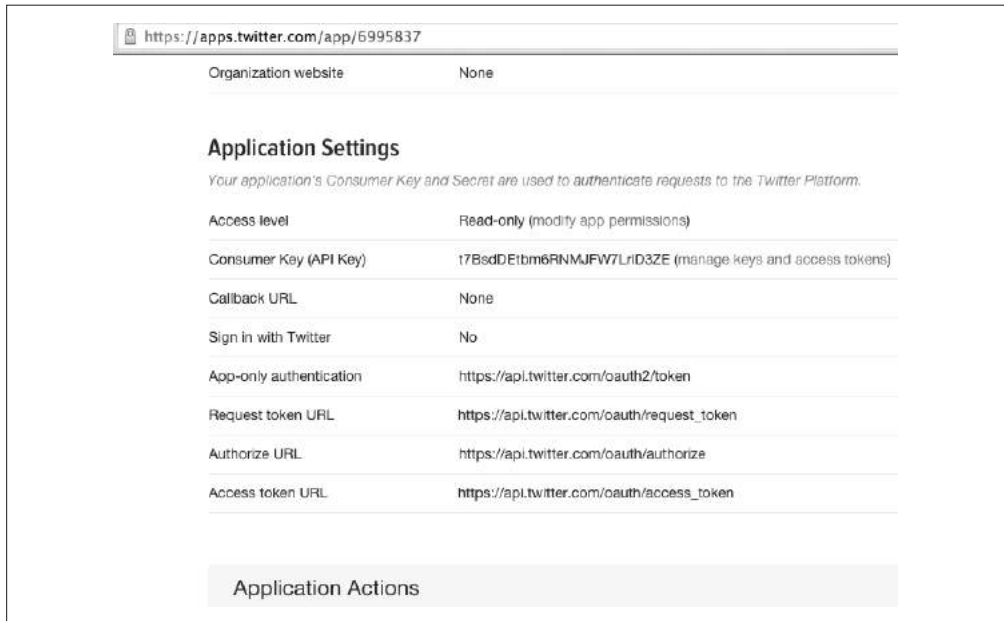 https://apps.twitter.com/app/6995837
Organization website None
Application Settings
Your application's Consumer Key and Secret are used to authenticate requests to the Twitter Platform.
Access level Read-only (modify app permissions)
Consumer Key (API Key) (manage keys and access tokens)
Callback URL None
Sign in with Twitter No
App-only authentication https://api.twitter.com/oauth2/token
Request token URL https://api.twitter.com/oauth/request_token
Authorize URL https://api.twitter.com/oauth/authorize
Access token URL https://api.twitter.com/oauth/access_token
Application Actions